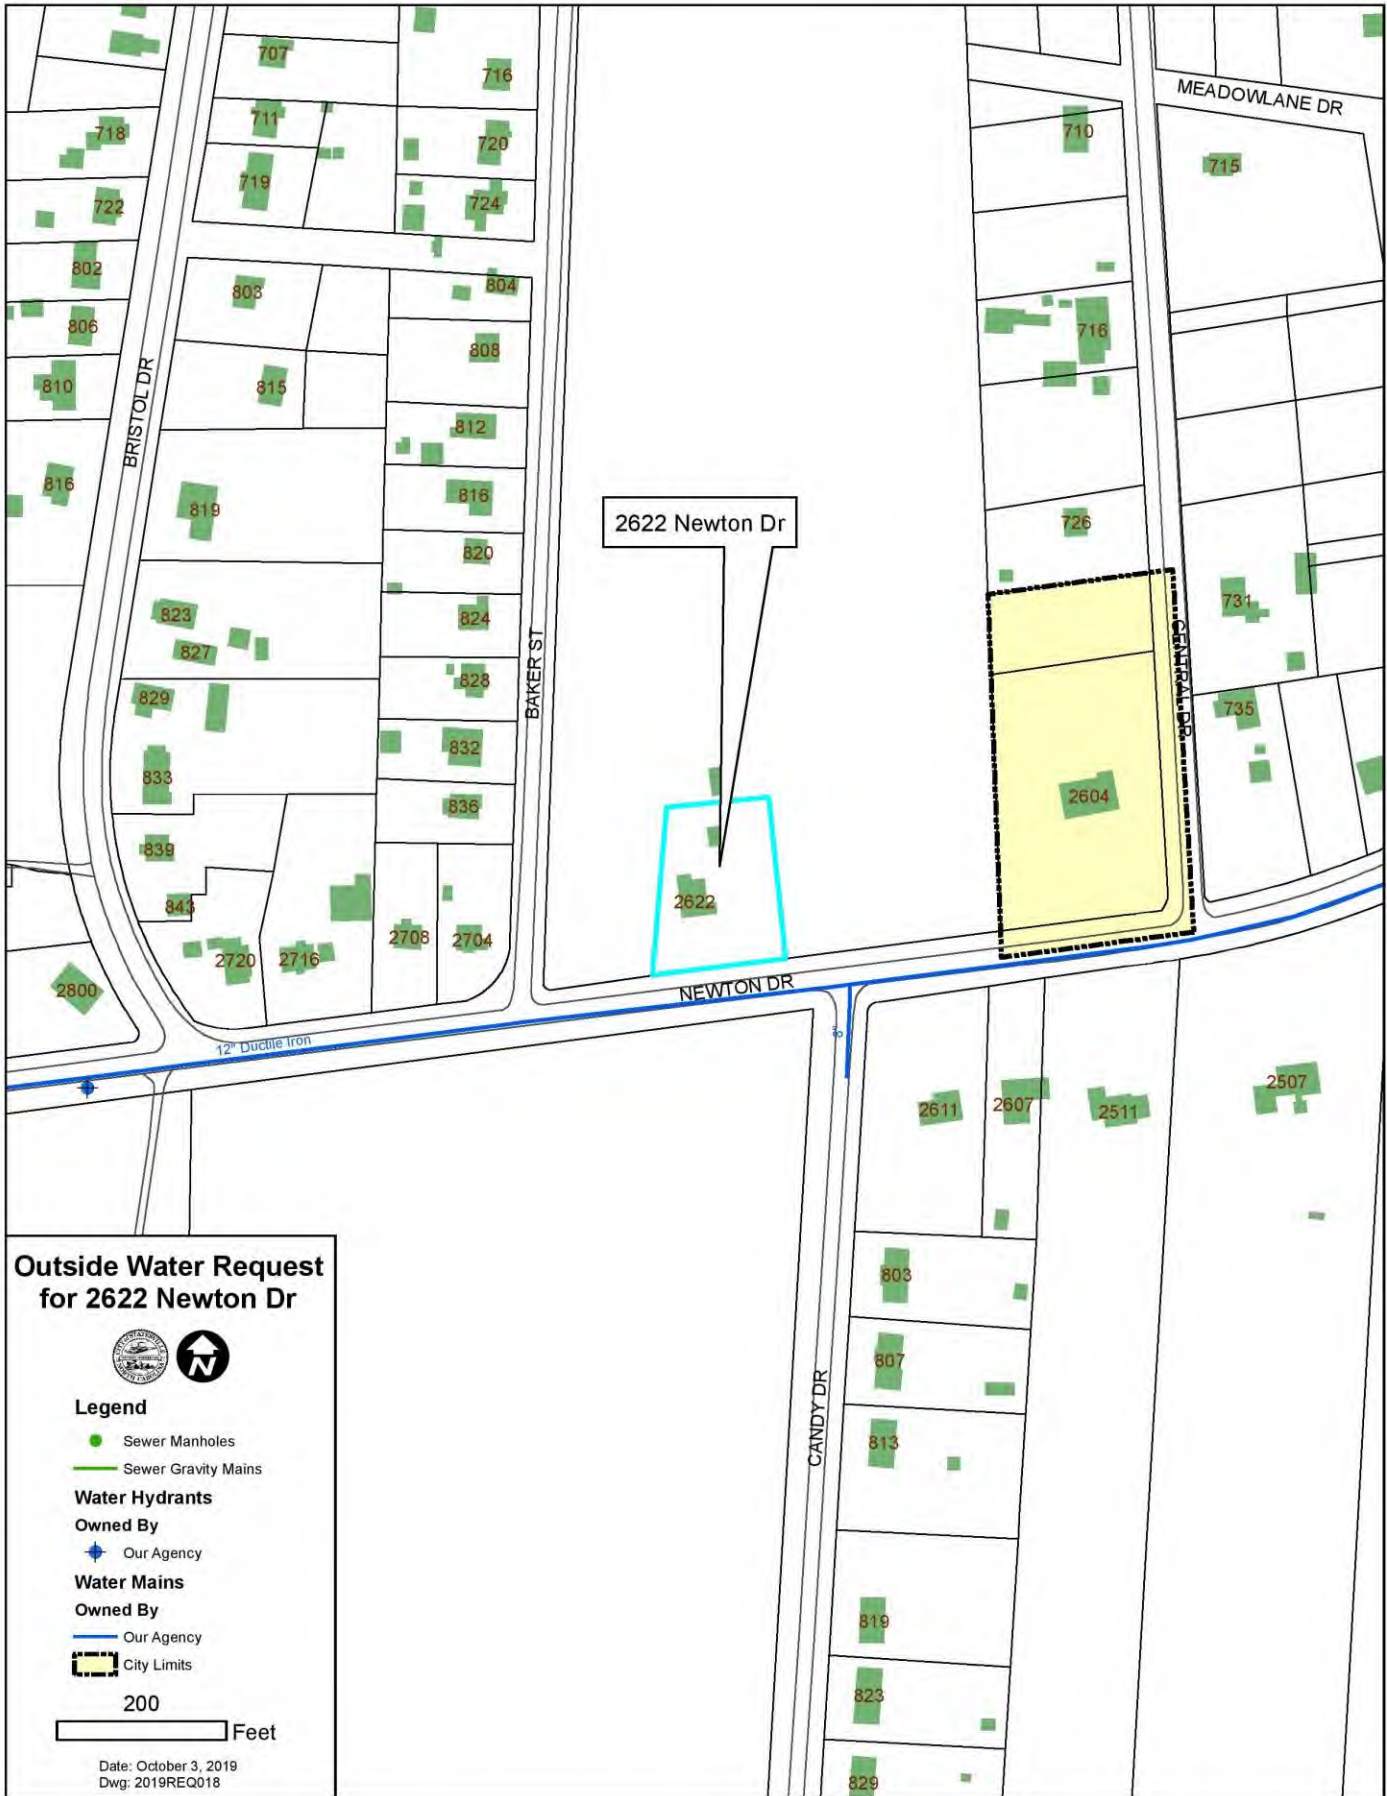 707
716
MEADOWLANE DR
711
718
720
710
715
719
722
724
802
803
804
806
716
808
810
815
BRISTOL DR
812
816
816
819
2622 Newton Dr
726
820
823
824
731
827
BAKER ST
CENTRAL DR
828
829
735
832
833
2604
836
839
2622
843
2708
2704
2720
2716
2800
NEWTON DR
12" Ductile Iron
8"
2611
2607
2511
2507
803
807
CANDY DR
813
819
823
829
Outside Water Request
for 2622 Newton Dr
N
Legend
Sewer Manholes
Sewer Gravity Mains
Water Hydrants
Owned By
Our Agency
Water Mains
Owned By
Our Agency
City Limits
200
Feet
Date: October 3, 2019
Dwg: 2019REQ018